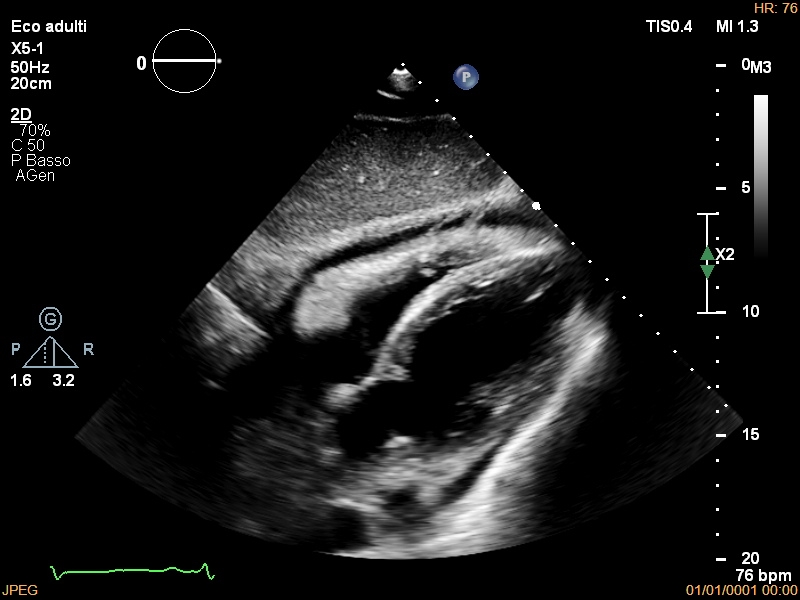 HR: 76
Eco adulti
TIS0.4 MI 1.3
X5-1
50Hz
20cm
0
P
0
M3
2D
70%
C 50
P Basso
AGen
5
X2
10
G
P R
1.6 3.2
15
20
76 bpm
JPEG
01/01/0001 00:00